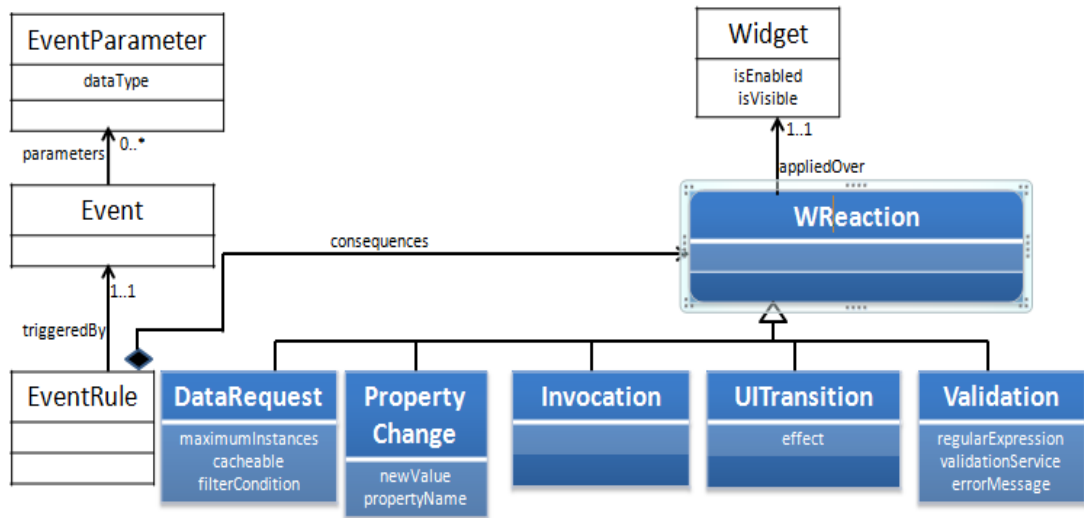 EventParameter
dataType
0..*
parameters
Event
1..1
triggeredBy
EventRule
consequences
Widget
isEnabled
isVisible
1..1
appliedOver
WReaction
DataRequest
maximumInstances
cacheable
filterCondition
Property
Change
newValue
propertyName
Invocation
UITransition
effect
Validation
regularExpression
validationService
errorMessage